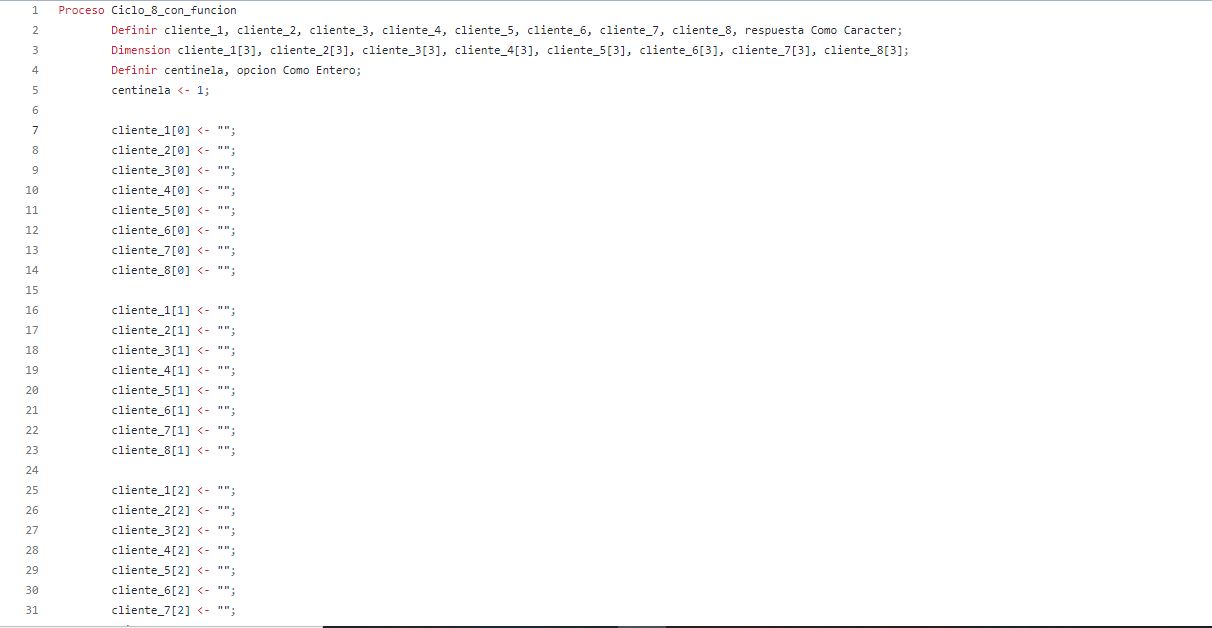 1 Proceso Ciclo_8_con_funcion
2 Definir cliente_1, cliente_2, cliente_3, cliente_4, cliente_5, cliente_6, cliente_7, cliente_8, respuesta Como Caracter;
3 Dimension cliente_1[3], cliente_2[3], cliente_3[3], cliente_4[3], cliente_5[3], cliente_6[3], cliente_7[3], cliente_8[3];
4 Definir centinela, opcion Como Entero;
5 centinela <- 1;
6
7 cliente_1[0] <- "";
8 cliente_2[0] <- "";
9 cliente_3[0] <- "";
10 cliente_4[0] <- "";
11 cliente_5[0] <- "";
12 cliente_6[0] <- "";
13 cliente_7[0] <- "";
14 cliente_8[0] <- "";
15
16 cliente_1[1] <- "";
17 cliente_2[1] <- "";
18 cliente_3[1] <- "";
19 cliente_4[1] <- "";
20 cliente_5[1] <- "";
21 cliente_6[1] <- "";
22 cliente_7[1] <- "";
23 cliente_8[1] <- "";
24
25 cliente_1[2] <- "";
26 cliente_2[2] <- "";
27 cliente_3[2] <- "";
28 cliente_4[2] <- "";
29 cliente_5[2] <- "";
30 cliente_6[2] <- "";
31 cliente_7[2] <- "";